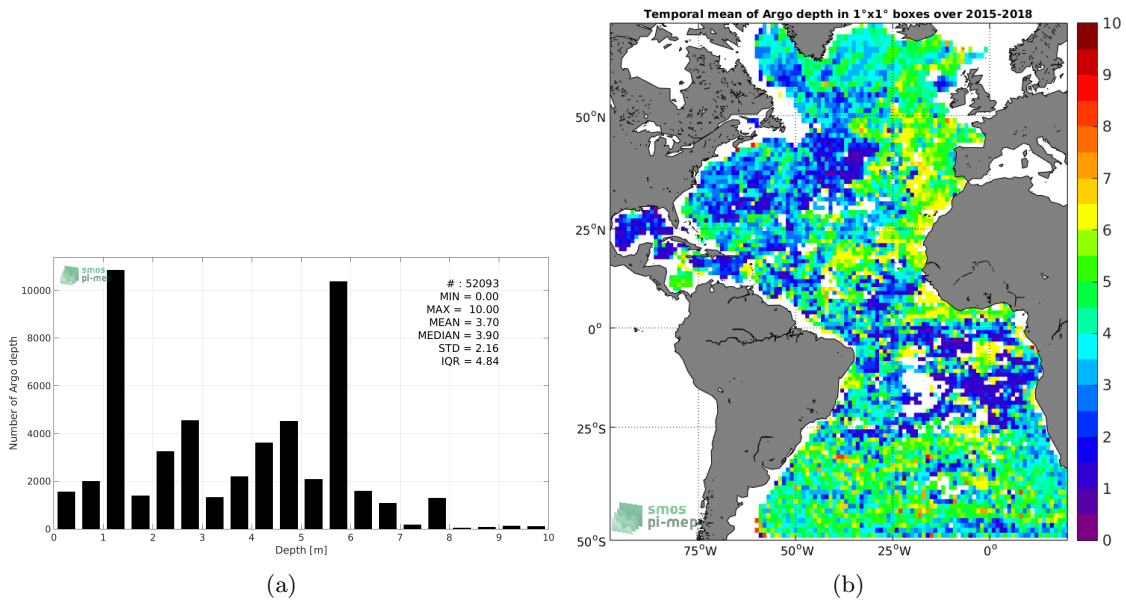 smos
pi-mep
# : 52093
MIN = 0.00
MAX = 10.00
MEAN = 3.70
MEDIAN = 3.90
STD = 2.16
IQR = 4.84
Number of Argo depth
10000
8000
6000
4000
2000
0
0 1 2 3 4 5 6 7 8 9 10
Depth [m]
(a)
Temporal mean of Argo depth in 1°x1° boxes over 2015-2018
50°N
25°N
0°
25°S
50°S
75°W 50°W 25°W 0°
smos
pi-mep
10
9
8
7
6
5
4
3
2
1
0
(b)